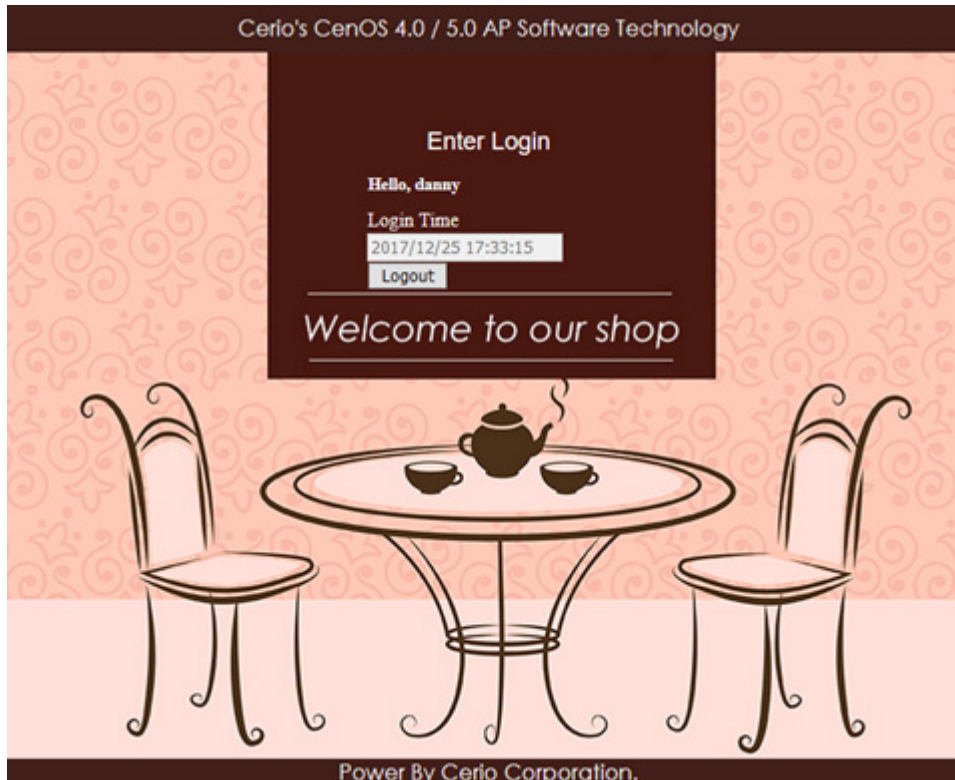 Cerio's CenOS 4.0 / 5.0 AP Software Technology
Enter Login
Hello, danny
Login Time
2017/12/25 17:33:15
Logout
Welcome to our shop
Power By Cerio Corporation.